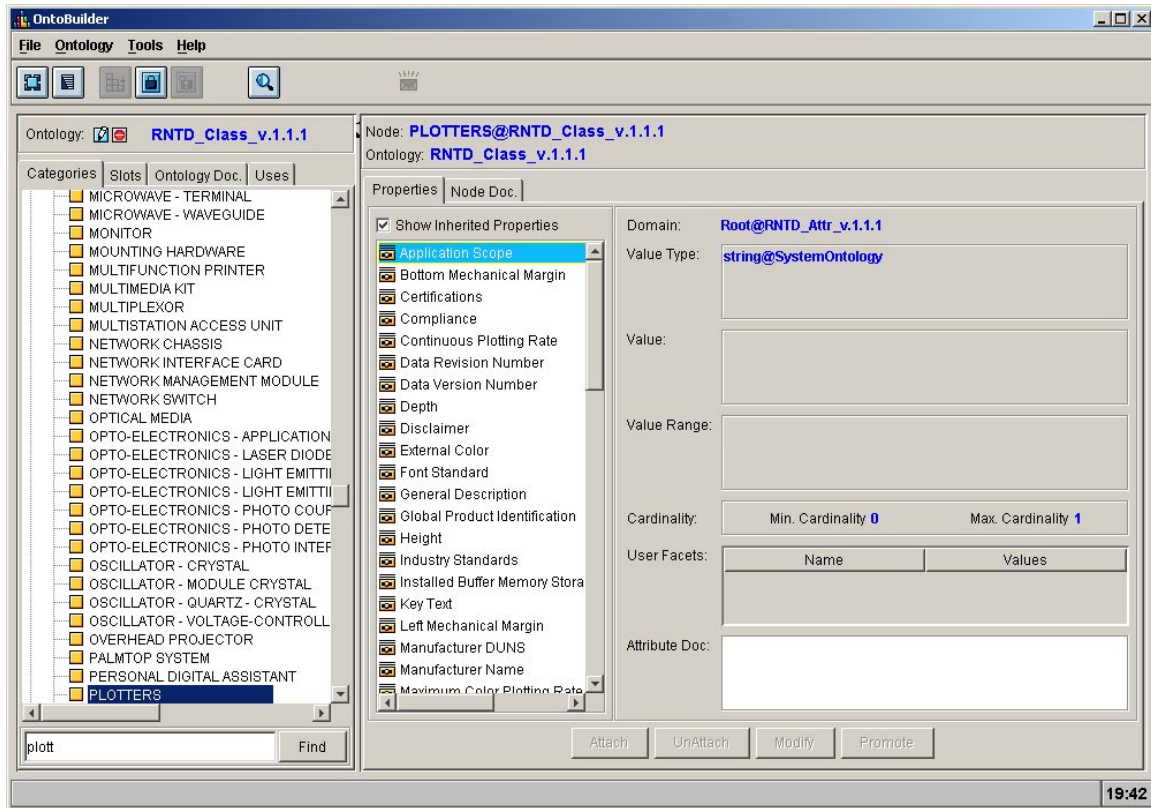 OntoBuilder
File Ontology Tools Help
Ontology: RNTD_Class_v.1.1.1
Categories Slots Ontology Doc. Uses
MICROWAVE - TERMINAL
MICROWAVE - WAVEGUIDE
MONITOR
MOUNTING HARDWARE
MULTIFUNCTION PRINTER
MULTIMEDIA KIT
MULTIPLEXOR
MULTISTATION ACCESS UNIT
NETWORK CHASSIS
NETWORK INTERFACE CARD
NETWORK MANAGEMENT MODULE
NETWORK SWITCH
OPTICAL MEDIA
OPTO-ELECTRONICS - APPLICATION
OPTO-ELECTRONICS - LASER DIODE
OPTO-ELECTRONICS - LIGHT EMITTI
OPTO-ELECTRONICS - LIGHT EMITTI
OPTO-ELECTRONICS - PHOTO COUP
OPTO-ELECTRONICS - PHOTO DETE
OPTO-ELECTRONICS - PHOTO INTER
OSCILLATOR - CRYSTAL
OSCILLATOR - MODULE CRYSTAL
OSCILLATOR - QUARTZ - CRYSTAL
OSCILLATOR - VOLTAGE-CONTROLL
OVERHEAD PROJECTOR
PALMTOP SYSTEM
PERSONAL DIGITAL ASSISTANT
PLOTTERS
plott Find
Node: PLOTTERS@RNTD_Class_v.1.1.1
Ontology: RNTD_Class_v.1.1.1
Properties Node Doc.
Show Inherited Properties
Application Scope
Bottom Mechanical Margin
Certifications
Compliance
Continuous Plotting Rate
Data Revision Number
Data Version Number
Depth
Disclaimer
External Color
Font Standard
General Description
Global Product Identification
Height
Industry Standards
Installed Buffer Memory Stora
Key Text
Left Mechanical Margin
Manufacturer DUNS
Manufacturer Name
Maximum Color Plotting Rate
Domain: Root@RNTD_Attr_v.1.1.1
Value Type: string@SystemOntology
Value:
Value Range:
Cardinality: Min. Cardinality 0 Max. Cardinality 1
User Facets: Name Values
Attribute Doc:
Attach UnAttach Modify Promote
19:42